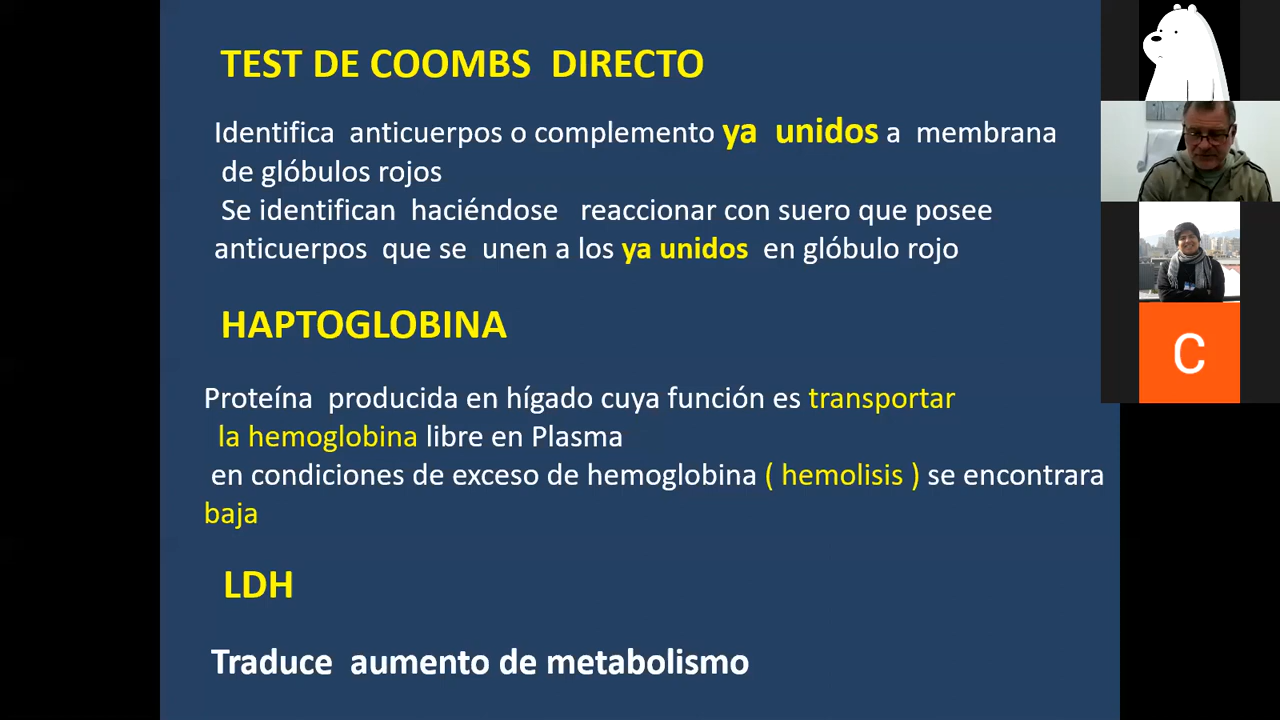 TEST DE COOMBS DIRECTO
Identifica anticuerpos o complemento ya unidos a membrana
de glóbulos rojos
Se identifican haciéndose reaccionar con suero que posee
anticuerpos que se unen a los ya unidos en glóbulo rojo
HAPTOGLOBINA
Proteína producida en hígado cuya función es transportar
la hemoglobina libre en Plasma
en condiciones de exceso de hemoglobina ( hemolisis ) se encontrara
baja
LDH
Traduce aumento de metabolismo
C